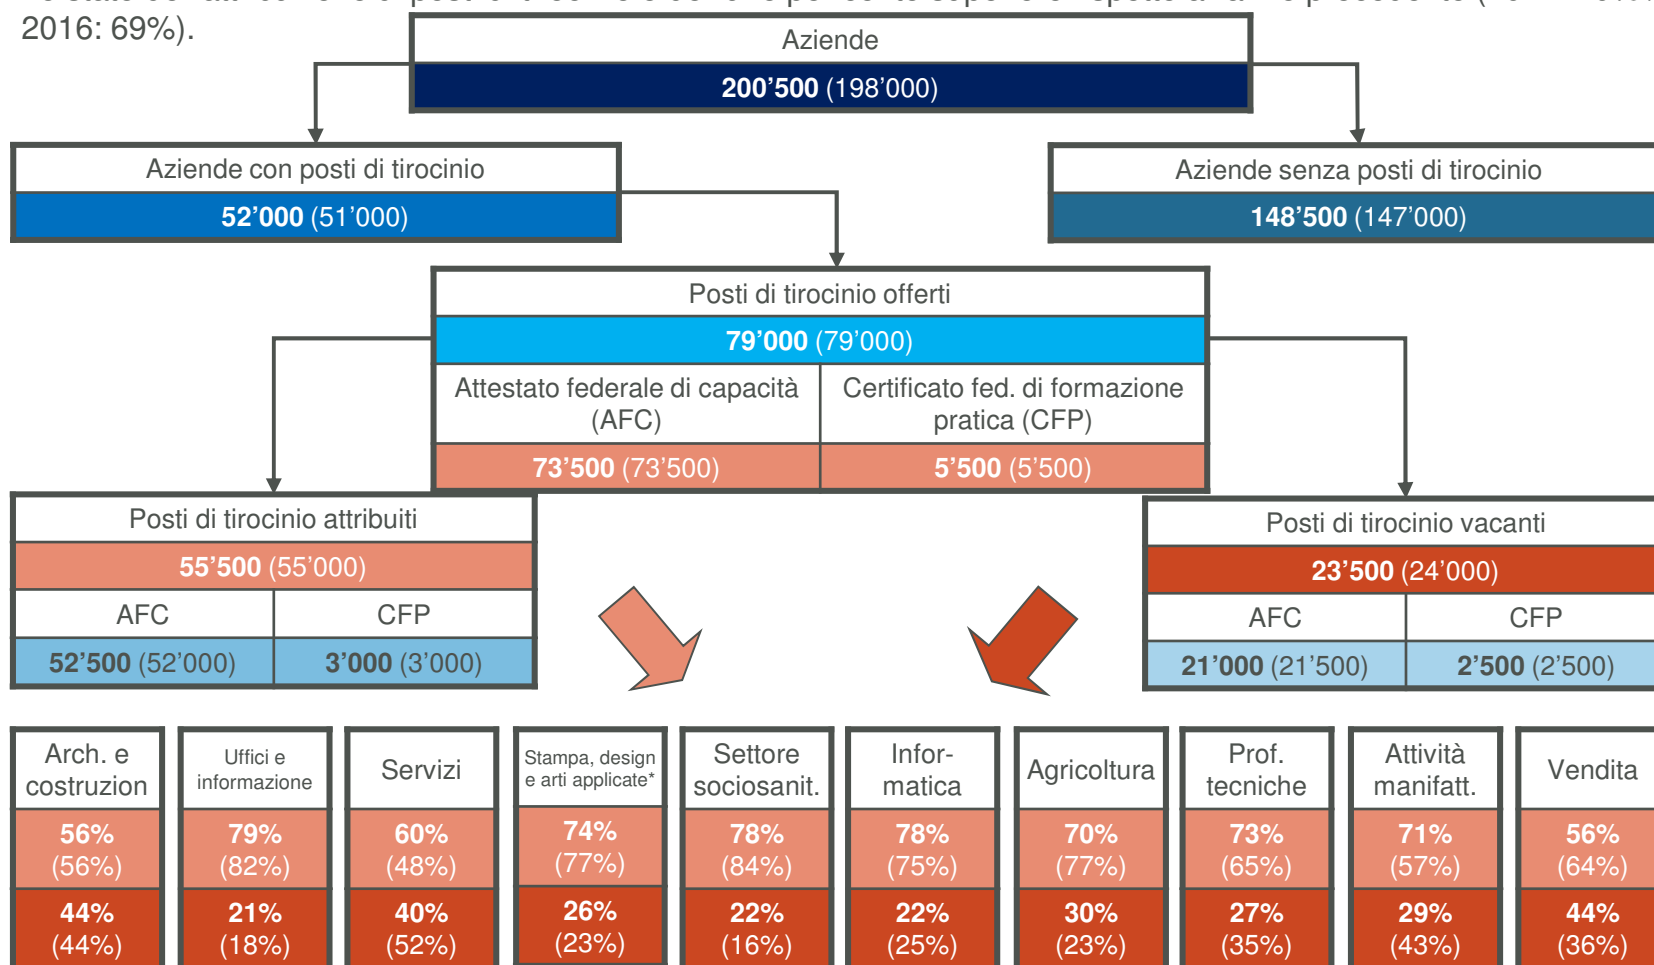 2016: 69%).
Aziende
200’500 (198’000)
Aziende con posti di tirocinio
52’000 (51’000)
Aziende senza posti di tirocinio
148’500 (147’000)
Posti di tirocinio offerti
79’000 (79’000)
Attestato federale di capacità
(AFC)
73’500 (73’500)
Certificato fed. di formazione
pratica (CFP)
5’500 (5’500)
Posti di tirocinio attribuiti
55’500 (55’000)
AFC
52’500 (52’000)
CFP
3’000 (3’000)
Posti di tirocinio vacanti
23’500 (24’000)
AFC
21’000 (21’500)
CFP
2’500 (2’500)
Arch. e
costruzion
56%
(56%)
44%
(44%)
Uffici e
informazione
79%
(82%)
21%
(18%)
Servizi
60%
(48%)
40%
(52%)
Stampa, design
e arti applicate*
74%
(77%)
26%
(23%)
Settore
sociosanit.
78%
(84%)
22%
(16%)
Infor-
matica
78%
(75%)
22%
(25%)
Agricoltura
70%
(77%)
30%
(23%)
Prof.
tecniche
73%
(65%)
27%
(35%)
Attività
manifatt.
71%
(57%)
29%
(43%)
Vendita
56%
(64%)
44%
(36%)